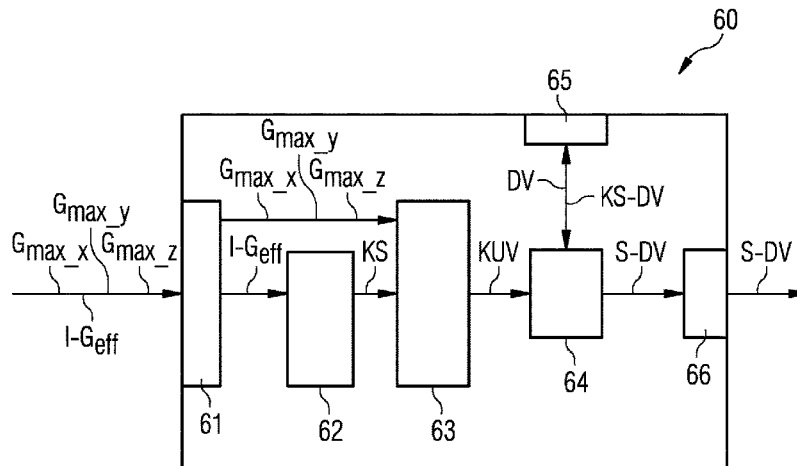 60
65
G_max_y
G_max_x G_max_z
DV
KS-DV
G_max_y
G_max_x G_max_z
I-G_eff
I-G_eff
KS
KUV
S-DV
S-DV
61
62
63
64
66